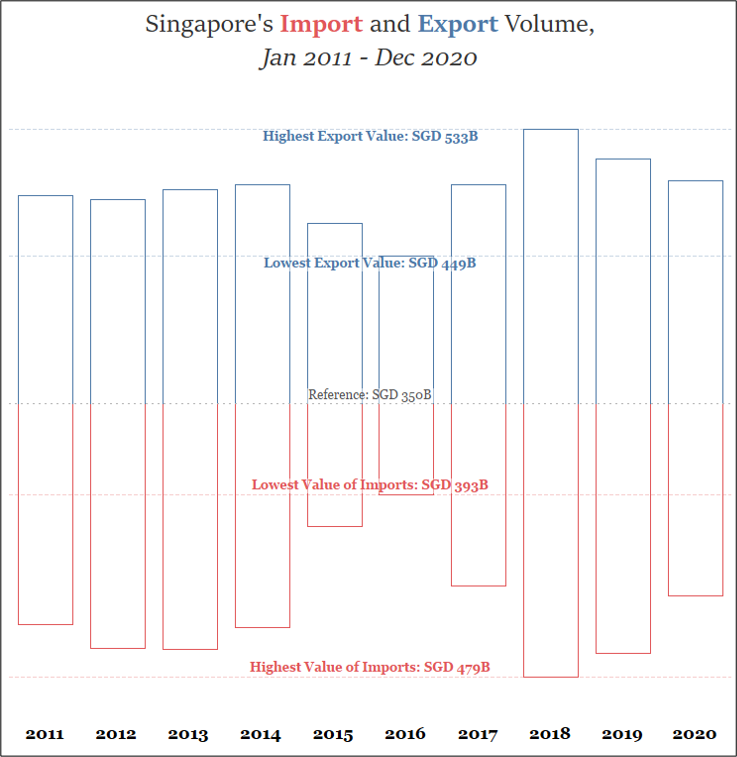 Singapore's Import and Export Volume,
Jan 2011 - Dec 2020
Highest Export Value: SGD 533B
Lowest Export Value: SGD 449B
Reference: SGD 350B
Lowest Value of Imports: SGD 393B
Highest Value of Imports: SGD 479B
2011 2012 2013 2014 2015 2016 2017 2018 2019 2020